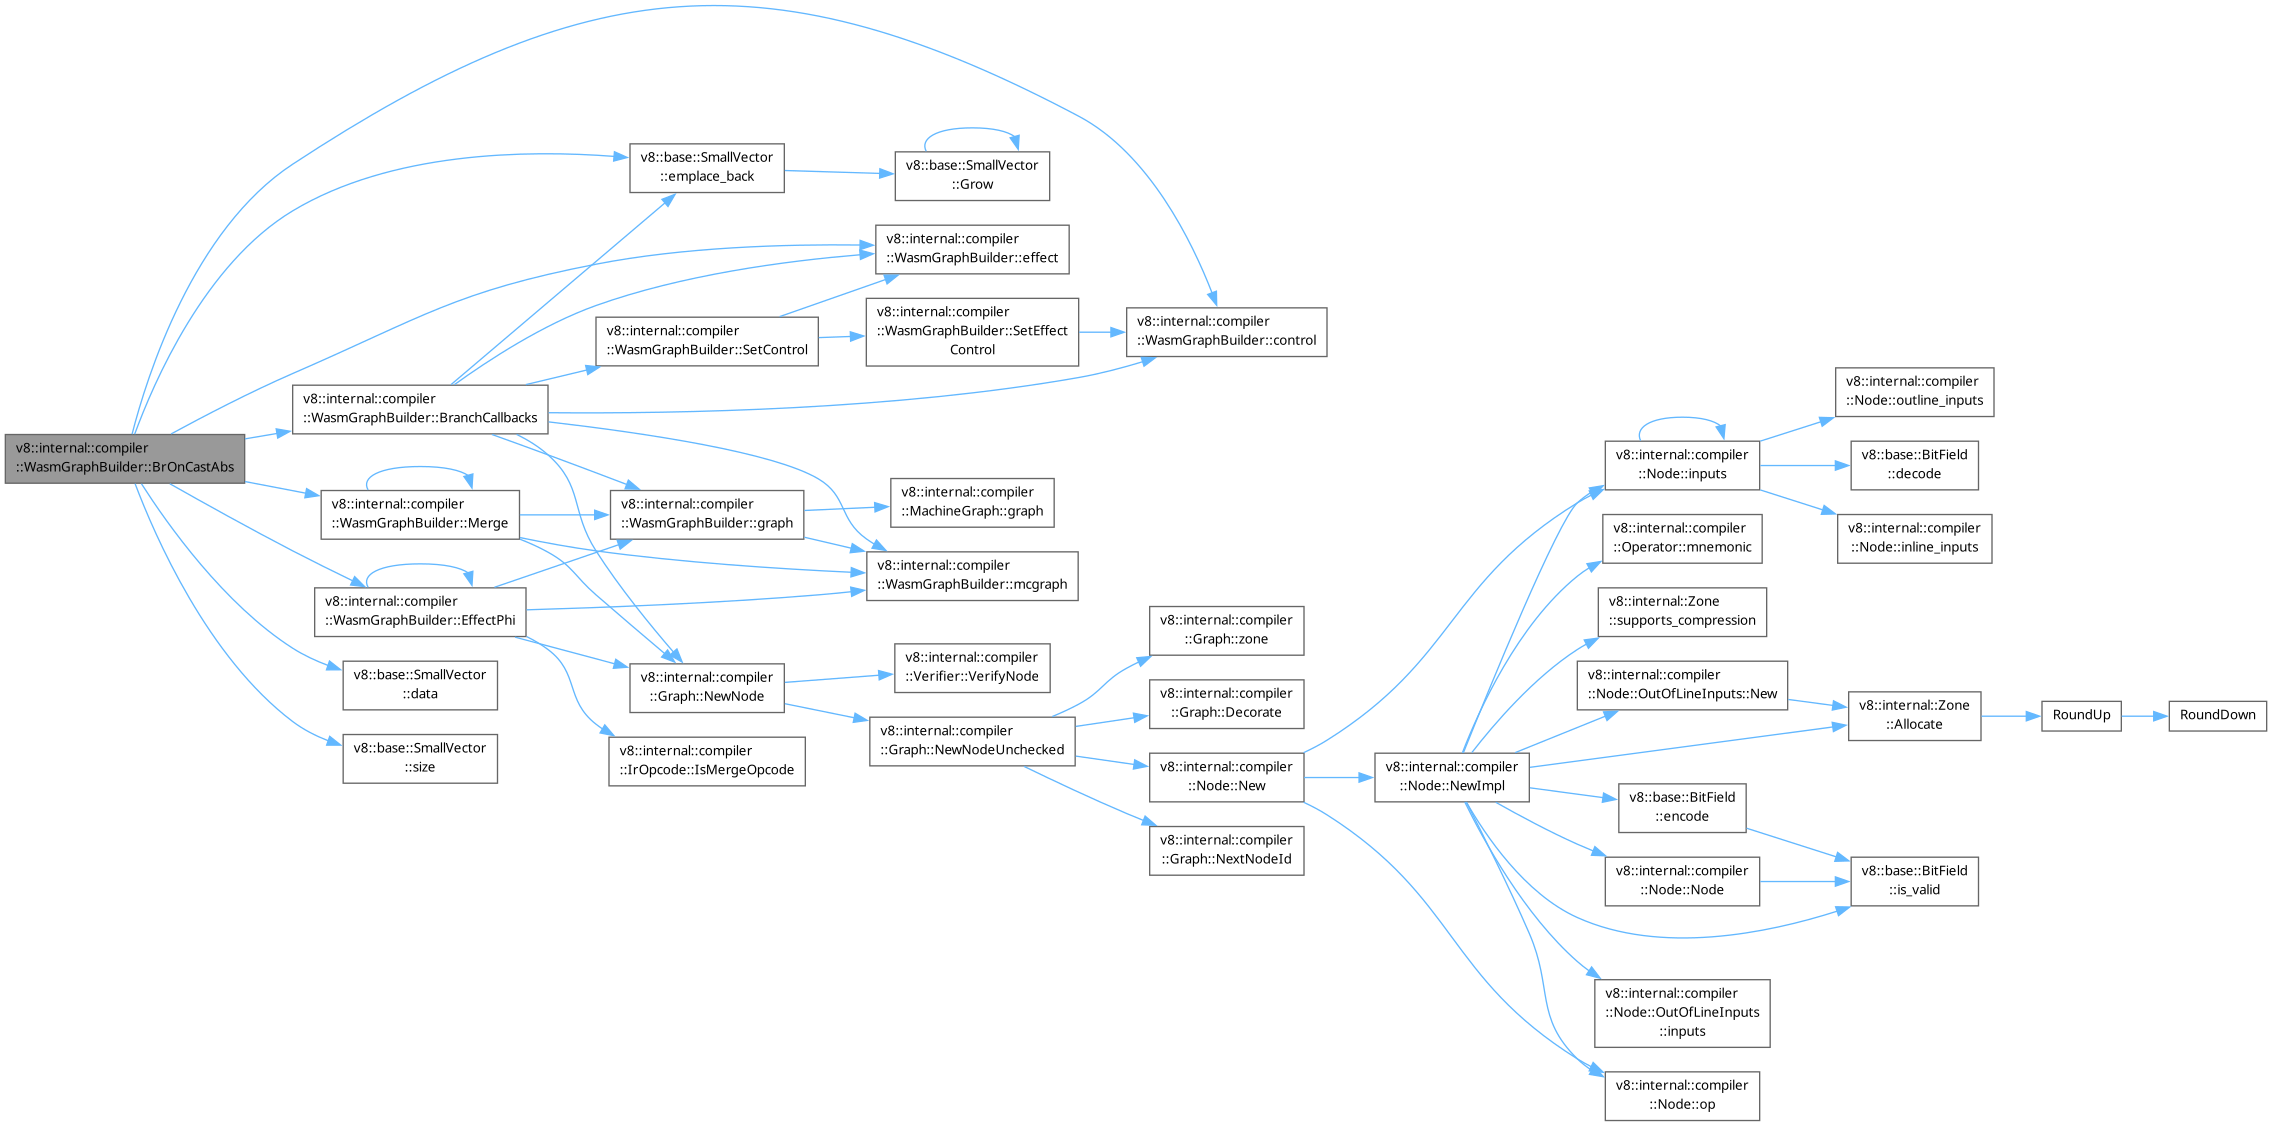 v8::internal::compiler
::WasmGraphBuilder::BrOnCastAbs
v8::internal::compiler
::WasmGraphBuilder::BranchCallbacks
v8::internal::compiler
::WasmGraphBuilder::Merge
v8::internal::compiler
::WasmGraphBuilder::EffectPhi
v8::base::SmallVector
::data
v8::base::SmallVector
::size
v8::base::SmallVector
::emplace_back
v8::internal::compiler
::WasmGraphBuilder::SetControl
v8::internal::compiler
::WasmGraphBuilder::graph
v8::internal::compiler
::Graph::NewNode
v8::internal::compiler
::IrOpcode::IsMergeOpcode
v8::base::SmallVector
::Grow
v8::internal::compiler
::WasmGraphBuilder::effect
v8::internal::compiler
::WasmGraphBuilder::SetEffect
Control
v8::internal::compiler
::MachineGraph::graph
v8::internal::compiler
::WasmGraphBuilder::mcgraph
v8::internal::compiler
::Verifier::VerifyNode
v8::internal::compiler
::Graph::NewNodeUnchecked
v8::internal::compiler
::WasmGraphBuilder::control
v8::internal::compiler
::Graph::zone
v8::internal::compiler
::Graph::Decorate
v8::internal::compiler
::Node::New
v8::internal::compiler
::Graph::NextNodeId
v8::internal::compiler
::Node::NewImpl
v8::internal::compiler
::Node::inputs
v8::internal::compiler
::Operator::mnemonic
v8::internal::Zone
::supports_compression
v8::internal::compiler
::Node::OutOfLineInputs::New
v8::base::BitField
::encode
v8::internal::compiler
::Node::Node
v8::internal::compiler
::Node::OutOfLineInputs
::inputs
v8::internal::compiler
::Node::op
v8::internal::compiler
::Node::outline_inputs
v8::base::BitField
::decode
v8::internal::compiler
::Node::inline_inputs
v8::internal::Zone
::Allocate
v8::base::BitField
::is_valid
RoundUp
RoundDown